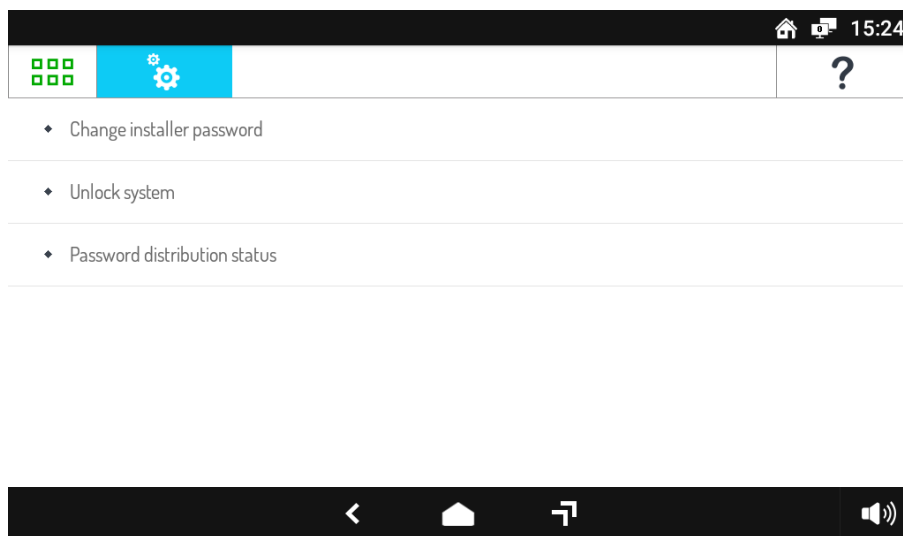 15:24
?
Change installer password
Unlock system
Password distribution status